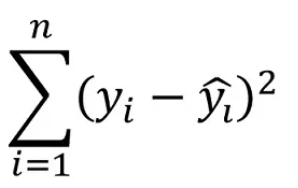 n
∑(yᵢ − ŷᵢ)²
i=1